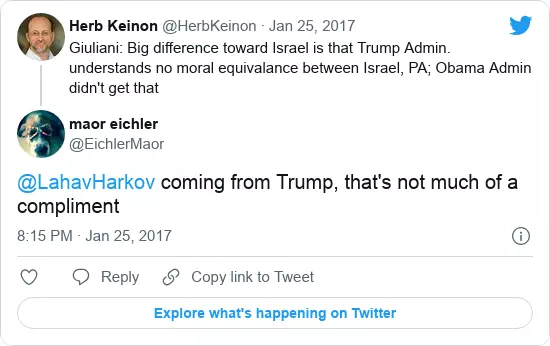 Herb Keinon @HerbKeinon · Jan 25, 2017
Giuliani: Big difference toward Israel is that Trump Admin.
understands no moral equivalance between Israel, PA; Obama Admin
didn't get that
maor eichler
@EichlerMaor
@LahavHarkov coming from Trump, that's not much of a
compliment
8:15 PM · Jan 25, 2017
Reply
Copy link to Tweet
Explore what's happening on Twitter